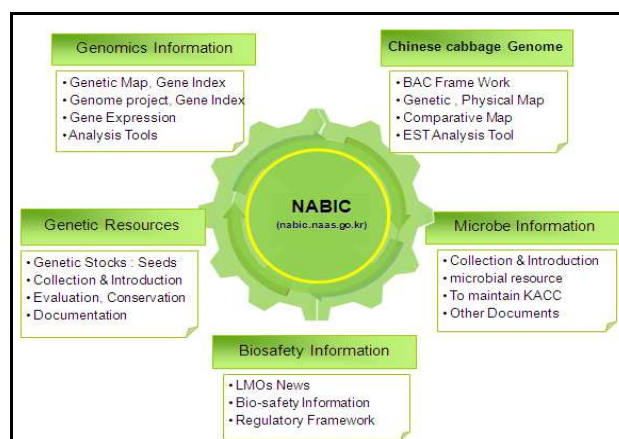 Genomics Information
• Genetic Map, Gene Index
• Genome project, Gene Index
• Gene Expression
• Analysis Tools
Chinese cabbage Genome
• BAC Frame Work
• Genetic , Physical Map
• Comparative Map
• EST Analysis Tool
NABIC
(nabic.naas.go.kr)
Genetic Resources
• Genetic Stocks : Seeds
• Collection & Introduction
• Evaluation, Conservation
• Documentation
Microbe Information
• Collection & Introduction
• microbial resource
• To maintain KACC
• Other Documents
Biosafety Information
• LMOs News
• Bio-safety Information
• Regulatory Framework